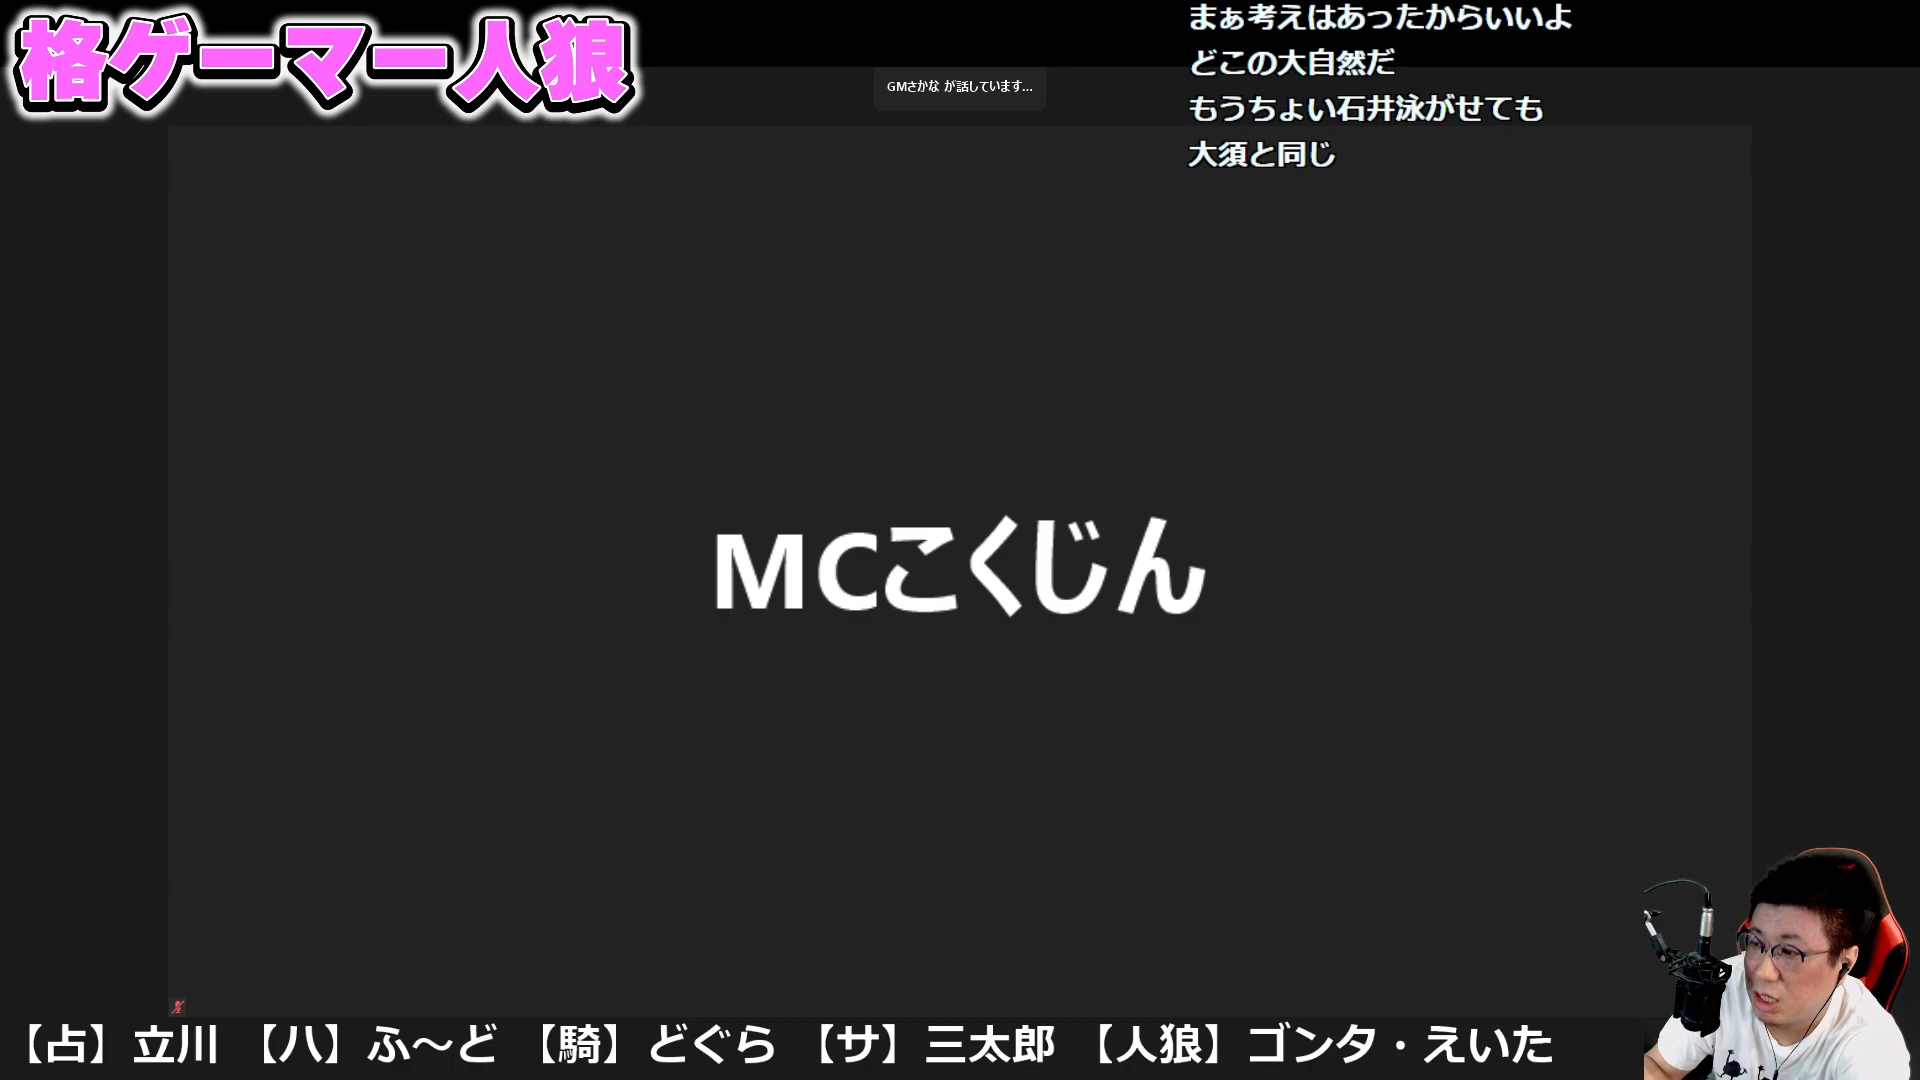 格ゲーマー人狼
GMさかな が話しています...
まぁ考えはあったからいいよ
どこの大自然だ
もうちょい石井泳がせても
大須と同じ
MCこくじん
【占】立川 【ハ】ふ～ど 【騎】どぐら 【サ】三太郎 【人狼】ゴンタ・えいた